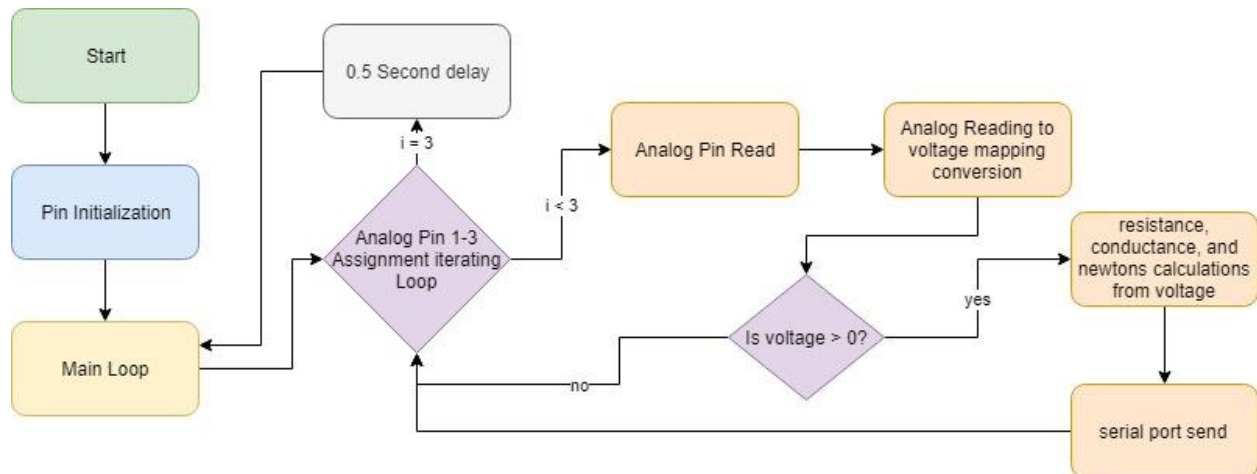 Start
0.5 Second delay
i = 3
Analog Pin Read
Analog Reading to
voltage mapping
conversion
Pin Initialization
i < 3
Analog Pin 1-3
Assignment iterating
Loop
resistance,
conductance, and
newtons calculations
from voltage
yes
Is voltage > 0?
Main Loop
no
serial port send